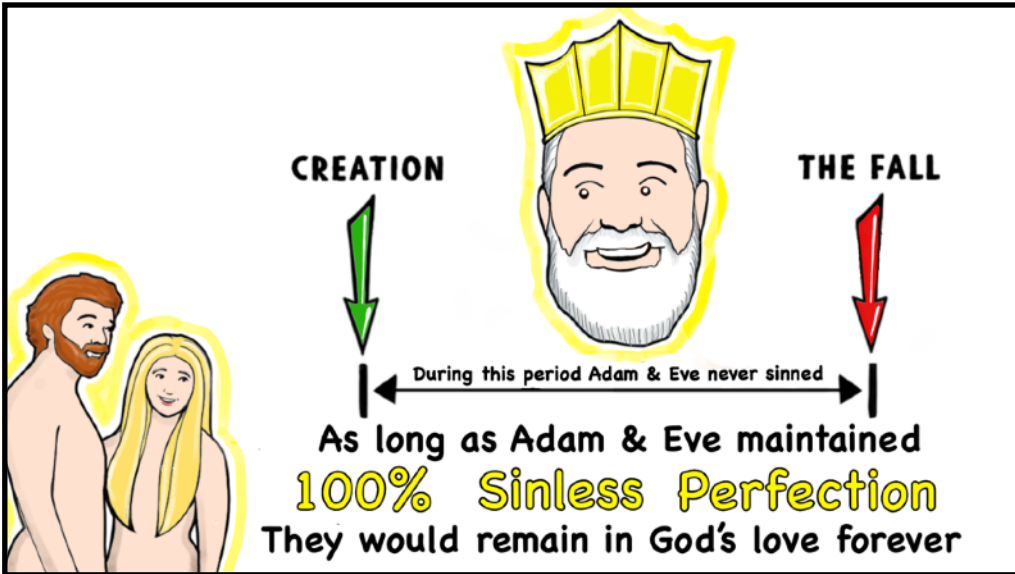 CREATION
THE FALL
During this period Adam & Eve never sinned
As long as Adam & Eve maintained
100% Sinless Perfection
They would remain in God's love forever